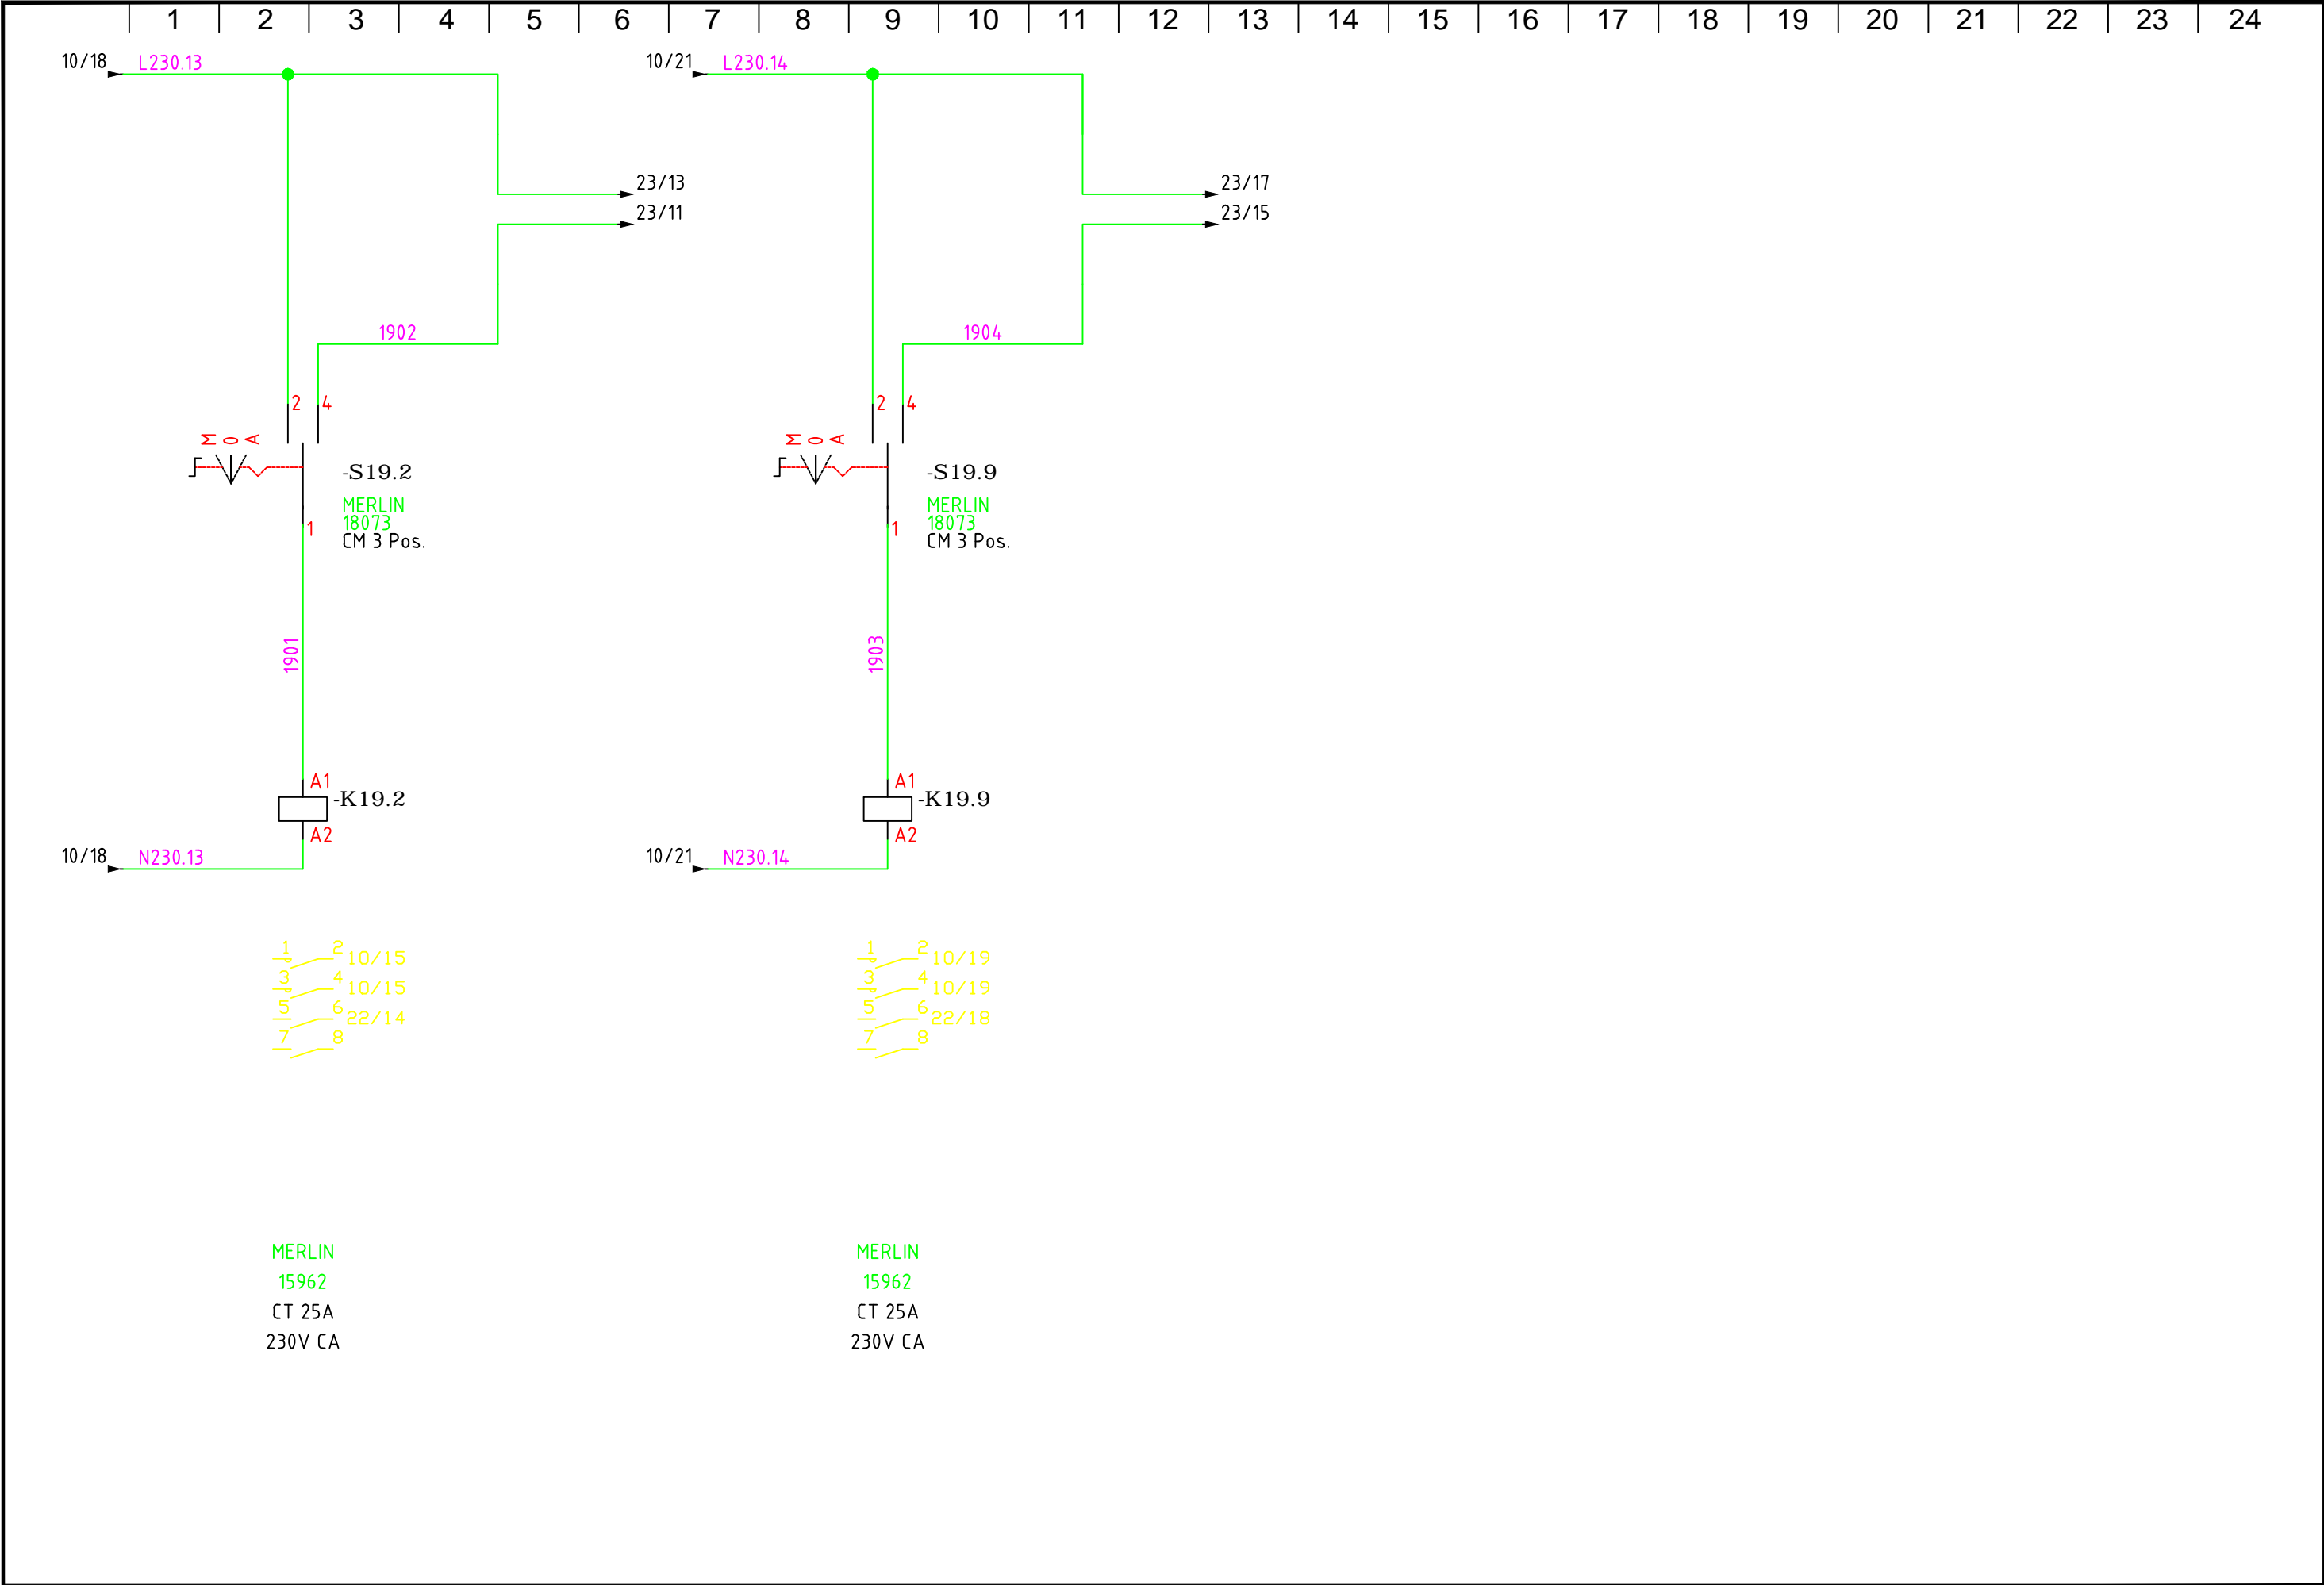 1 2 3 4 5 6 7 8 9 10 11 12 13 14 15 16 17 18 19 20 21 22 23 24
10/18 L230.13 10/21 L230.14
23/13 23/17
23/11 23/15
1902 1904
2 4 2 4
M 0 A M 0 A
-S19.2 -S19.9
MERLIN MERLIN
18073 18073
1 1
CM 3 Pos. CM 3 Pos.
1901 1903
A1 A1
-K19.2 -K19.9
A2 A2
10/18 N230.13 10/21 N230.14
1 2 10/15 1 2 10/19
3 4 10/15 3 4 10/19
5 6 22/14 5 6 22/18
7 8 7 8
MERLIN MERLIN
15962 15962
CT 25A CT 25A
230V CA 230V CA